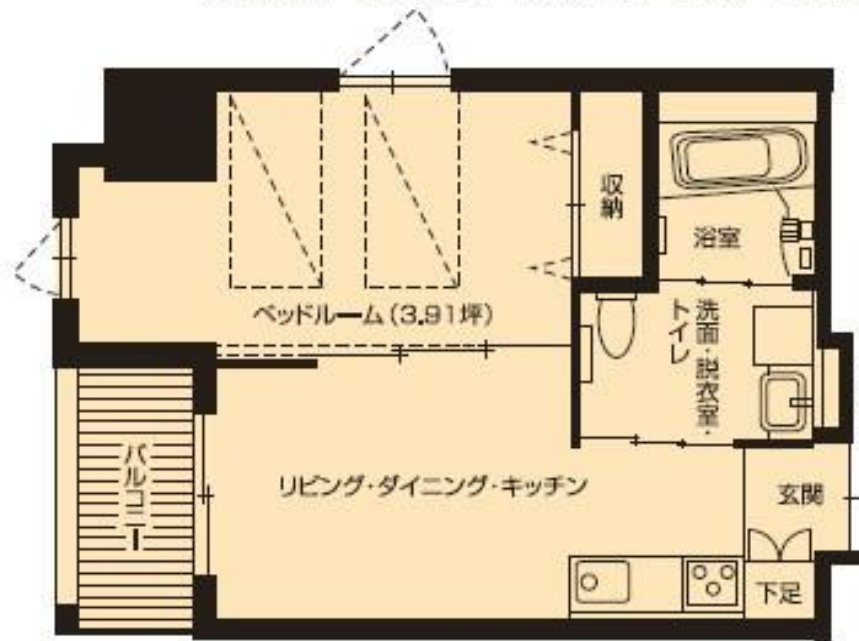 収納
浴室
ベッドルーム(3.91坪)
洗面・脱衣室・
トイレ
バルコニー
リビング・ダイニング・キッチン
玄関
下足